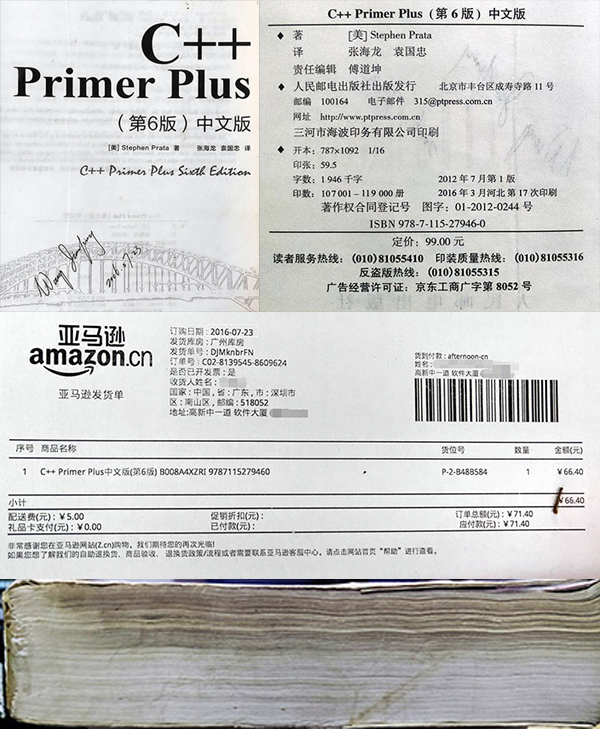 C++
Primer Plus
（第6版）中文版
[美] Stephen Prata 著 张海龙 袁国忠 译
C++ Primer Plus Sixth Edition
C++ Primer Plus（第 6 版）中文版
◆ 著 [美] Stephen Prata
译 张海龙 袁国忠
责任编辑 傅道坤
◆ 人民邮电出版社出版发行 北京市丰台区成寿寺路 11 号
邮编 100164 电子邮件 315@ptpress.com.cn
网址 http://www.ptpress.com.cn
三河市海波印务有限公司印刷
◆ 开本：787×1092 1/16
印张：59.5
字数：1 946 千字 2012 年 7 月第 1 版
印数：107 001－119 000 册 2016 年 3 月河北第 17 次印刷
著作权合同登记号 图字：01-2012-0244 号
ISBN 978-7-115-27946-0
定价：99.00 元
读者服务热线：(010)81055410 印装质量热线：(010)81055316
反盗版热线：(010)81055315
广告经营许可证：京东工商广字第 8052 号
亚马逊
amazon.cn
亚马逊发货单
订购日期：2016-07-23
发货库房：广州库房
发货单号：DJMknbrFN
订单号：C02-8139545-8609624
是否已开发票：是
收货人姓名：
国家：中国，省：广东，市：深圳市
区：南山区，邮编：518052
地址：高新中一道 软件大厦
货到付款：afternoon-cn
姓名：
高新中一道 软件大厦
序号 商品名称 货位号 数量 金额(元)
1 C++ Primer Plus中文版(第6版) B008A4XZRI 9787115279460 P-2-B48B584 1 ￥66.40
小计 ￥66.40
配送费(元)：￥5.00 促销折扣(元)： 订单总额(元)：￥71.40
礼品卡支付(元)：￥0.00 已付款(元)： 应付款(元)：￥71.40
非常感谢您在亚马逊网站(Z.cn)购物，我们期待您的再次光临！
如果您想了解我们的自助退换货、商品验收、退换货政策/流程或者需要联系亚马逊客服中心，请点击网站首页“帮助”进行查看。